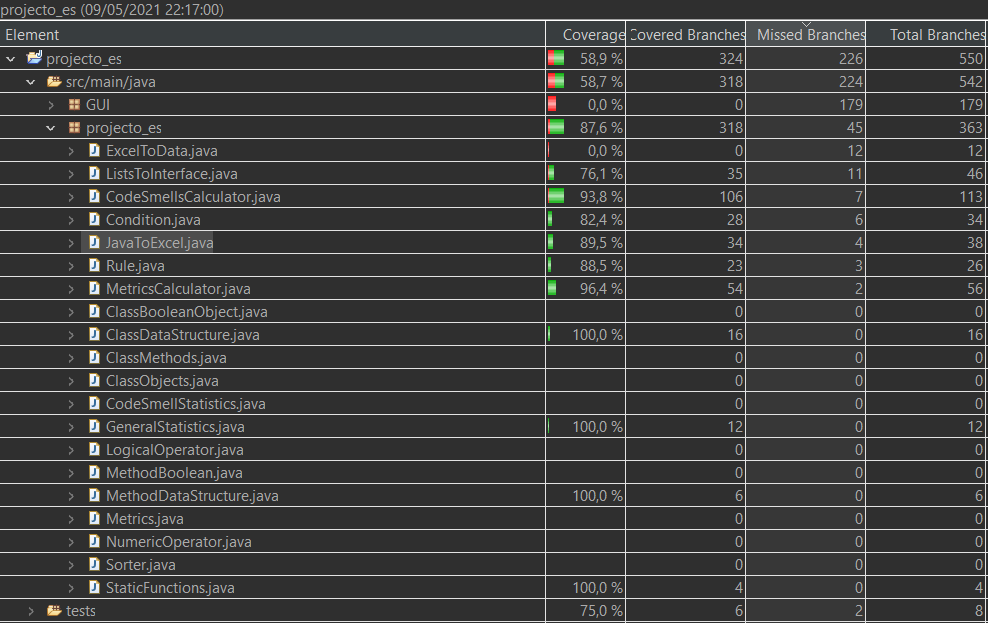 projecto_es (09/05/2021 22:17:00)
Element Coverage Covered Branches Missed Branches Total Branches
projecto_es 58,9 % 324 226 550
src/main/java 58,7 % 318 224 542
GUI 0,0 % 0 179 179
projecto_es 87,6 % 318 45 363
ExcelToData.java 0,0 % 0 12 12
ListsToInterface.java 76,1 % 35 11 46
CodeSmellsCalculator.java 93,8 % 106 7 113
Condition.java 82,4 % 28 6 34
JavaToExcel.java 89,5 % 34 4 38
Rule.java 88,5 % 23 3 26
MetricsCalculator.java 96,4 % 54 2 56
ClassBooleanObject.java 0 0 0
ClassDataStructure.java 100,0 % 16 0 16
ClassMethods.java 0 0 0
ClassObjects.java 0 0 0
CodeSmellStatistics.java 0 0 0
GeneralStatistics.java 100,0 % 12 0 12
LogicalOperator.java 0 0 0
MethodBoolean.java 0 0 0
MethodDataStructure.java 100,0 % 6 0 6
Metrics.java 0 0 0
NumericOperator.java 0 0 0
Sorter.java 0 0 0
StaticFunctions.java 100,0 % 4 0 4
tests 75,0 % 6 2 8